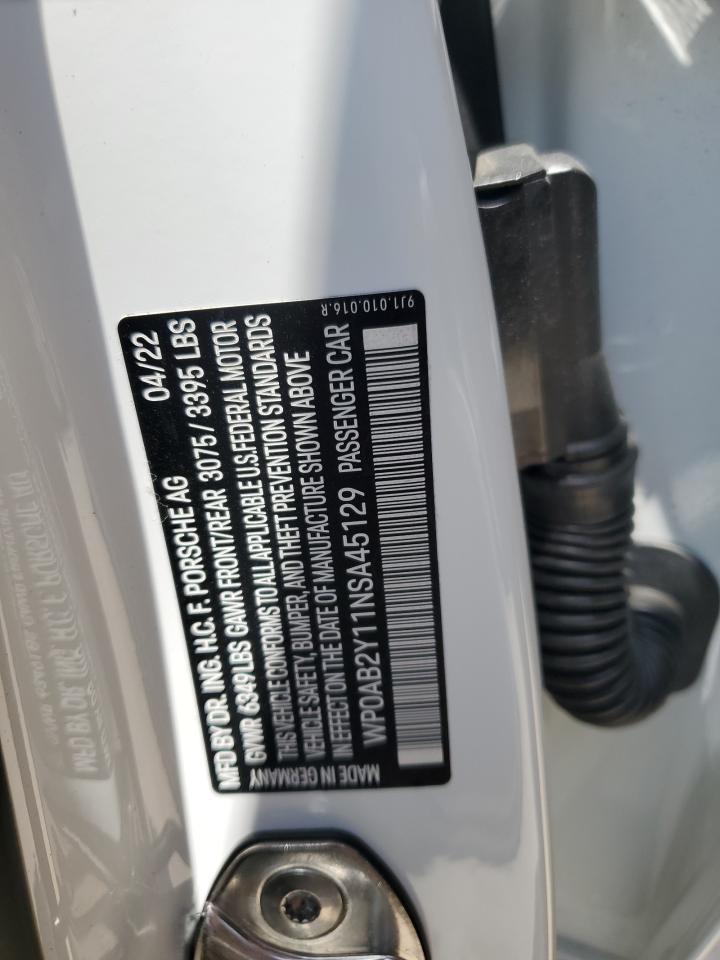 MFD BY DR. ING. H.C. F. PORSCHE AG 04/22
GVWR 6349 LBS GAWR FRONT/REAR 3075 / 3395 LBS
THIS VEHICLE CONFORMS TO ALL APPLICABLE U.S. FEDERAL MOTOR
VEHICLE SAFETY, BUMPER, AND THEFT PREVENTION STANDARDS
IN EFFECT ON THE DATE OF MANUFACTURE SHOWN ABOVE
WP0AB2Y11NSA45129 PASSENGER CAR
MADE IN GERMANY 9J1.010.016.R